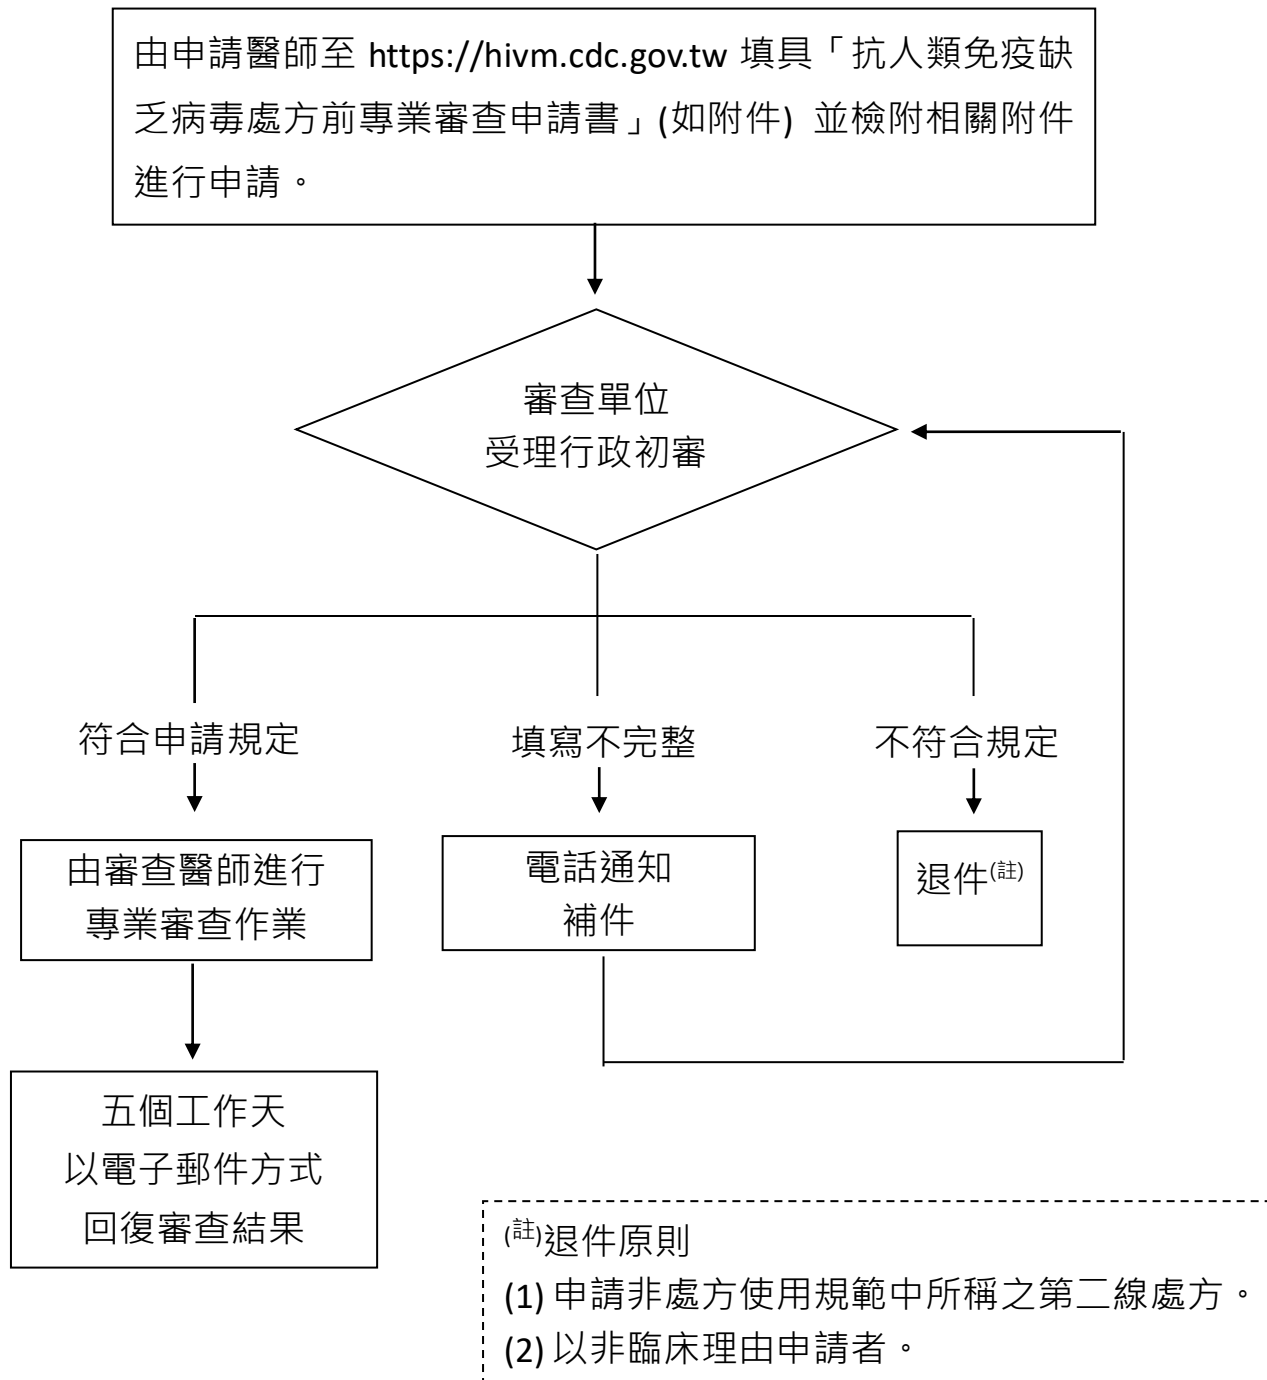 由申請醫師至 https://hivm.cdc.gov.tw 填具「抗人類免疫缺
乏病毒處方前專業審查申請書」(如附件) 並檢附相關附件
進行申請。
審查單位
受理行政初審
符合申請規定
填寫不完整
不符合規定
由審查醫師進行
專業審查作業
電話通知
補件
退件(註)
五個工作天
以電子郵件方式
回復審查結果
(註)退件原則
(1) 申請非處方使用規範中所稱之第二線處方。
(2) 以非臨床理由申請者。